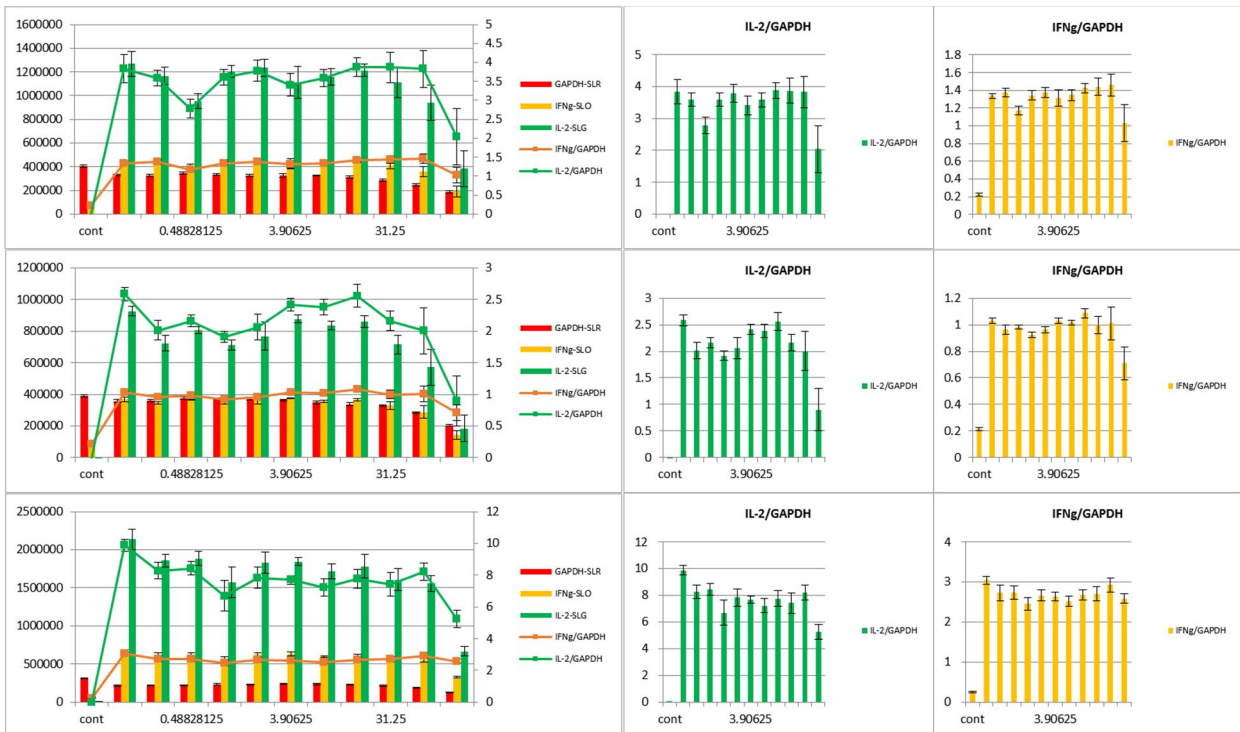 1600000
1400000
1200000
1000000
800000
600000
400000
200000
0
5
4.5
4
3.5
3
2.5
2
1.5
1
0.5
0
cont
0.48828125
3.90625
31.25
GAPDH-SLR
IFNg-SLO
IL-2-SLG
IFNg/GAPDH
IL-2/GAPDH
IL-2/GAPDH
5
4
3
2
1
0
cont
3.90625
IL-2/GAPDH
IFNg/GAPDH
1.8
1.6
1.4
1.2
1
0.8
0.6
0.4
0.2
0
cont
3.90625
IFNg/GAPDH
1200000
1000000
800000
600000
400000
200000
0
3
2.5
2
1.5
1
0.5
0
cont
0.48828125
3.90625
31.25
GAPDH-SLR
IFNg-SLO
IL-2-SLG
IFNg/GAPDH
IL-2/GAPDH
IL-2/GAPDH
3
2.5
2
1.5
1
0.5
0
cont
3.90625
IL-2/GAPDH
IFNg/GAPDH
1.2
1
0.8
0.6
0.4
0.2
0
cont
3.90625
IFNg/GAPDH
2500000
2000000
1500000
1000000
500000
0
12
10
8
6
4
2
0
cont
0.48828125
3.90625
31.25
GAPDH-SLR
IFNg-SLO
IL-2-SLG
IFNg/GAPDH
IL-2/GAPDH
IL-2/GAPDH
12
10
8
6
4
2
0
cont
3.90625
IL-2/GAPDH
IFNg/GAPDH
4
3
2
1
0
cont
3.90625
IFNg/GAPDH